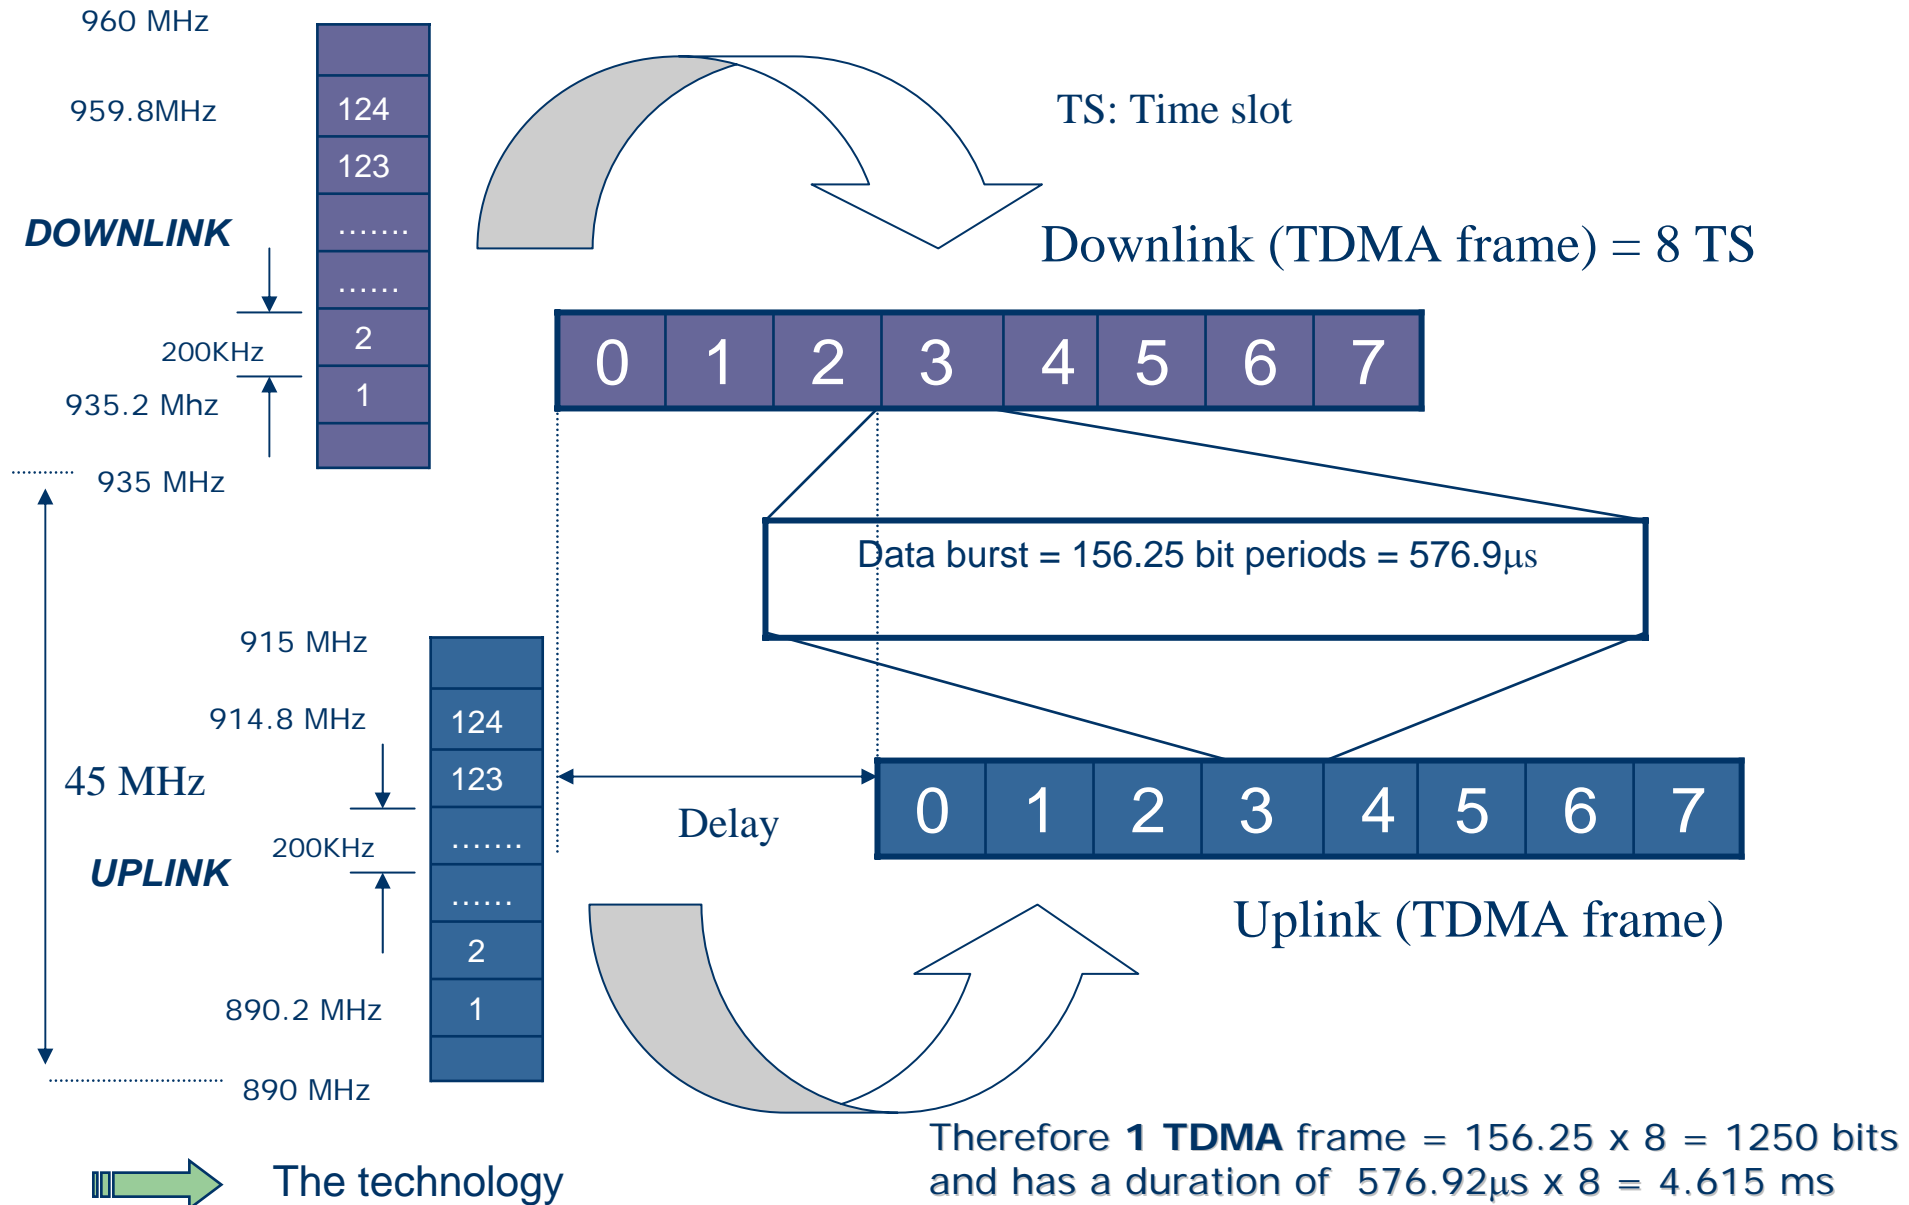 960 MHz
959.8MHz
124
123
DOWNLINK
.......
......
200KHz
2
935.2 Mhz
1
935 MHz
TS: Time slot
Downlink (TDMA frame) = 8 TS
0 1 2 3 4 5 6 7
Data burst = 156.25 bit periods = 576.9μs
915 MHz
914.8 MHz
124
123
45 MHz
200KHz
.......
UPLINK
......
2
890.2 MHz
1
890 MHz
Delay
0 1 2 3 4 5 6 7
Uplink (TDMA frame)
Therefore 1 TDMA frame = 156.25 x 8 = 1250 bits
and has a duration of 576.92μs x 8 = 4.615 ms
The technology